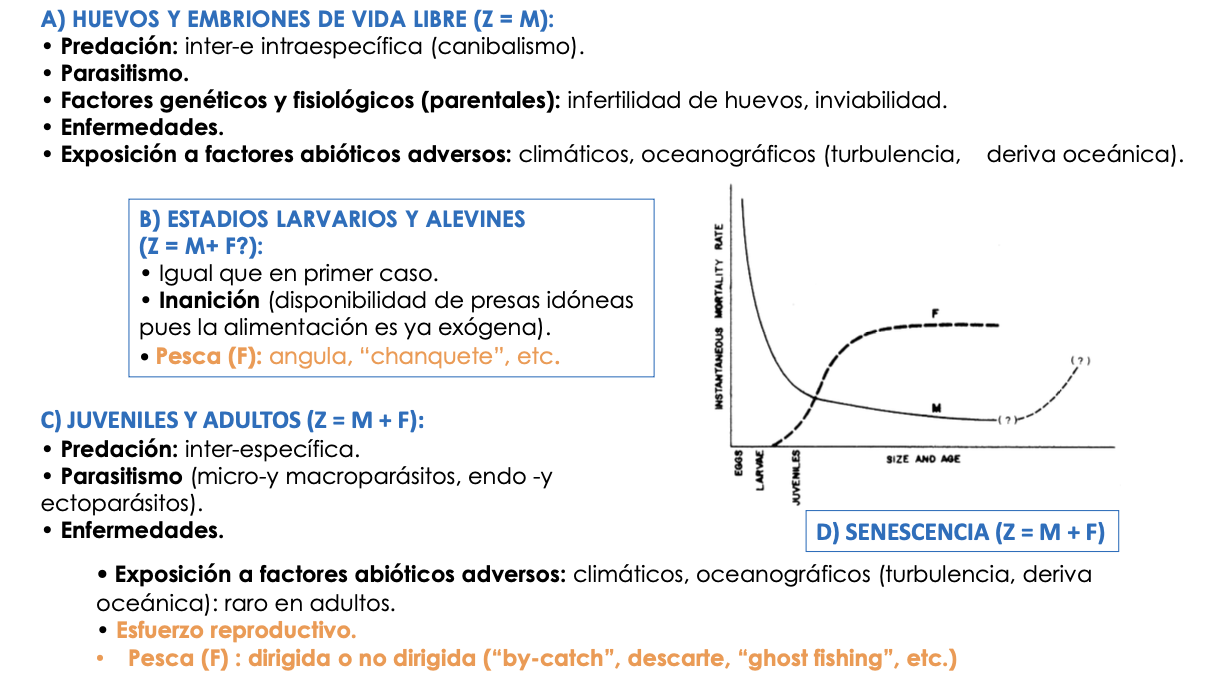 A) HUEVOS Y EMBRIONES DE VIDA LIBRE (Z = M):
• Predación: inter-e intraespecífica (canibalismo).
• Parasitismo.
• Factores genéticos y fisiológicos (parentales): infertilidad de huevos, inviabilidad.
• Enfermedades.
• Exposición a factores abióticos adversos: climáticos, oceanográficos (turbulencia, deriva oceánica).
B) ESTADIOS LARVARIOS Y ALEVINES
(Z = M+ F?):
• Igual que en primer caso.
• Inanición (disponibilidad de presas idóneas
pues la alimentación es ya exógena).
• Pesca (F): angula, “chanquete”, etc.
INSTANTANEOUS MORTALITY RATE
F
M
(?)
(?)
EGGS
LARVAE
JUVENILES
SIZE AND AGE
C) JUVENILES Y ADULTOS (Z = M + F):
• Predación: inter-específica.
• Parasitismo (micro-y macroparásitos, endo -y
ectoparásitos).
• Enfermedades.
D) SENESCENCIA (Z = M + F)
• Exposición a factores abióticos adversos: climáticos, oceanográficos (turbulencia, deriva
oceánica): raro en adultos.
• Esfuerzo reproductivo.
• Pesca (F) : dirigida o no dirigida (“by-catch”, descarte, “ghost fishing”, etc.)